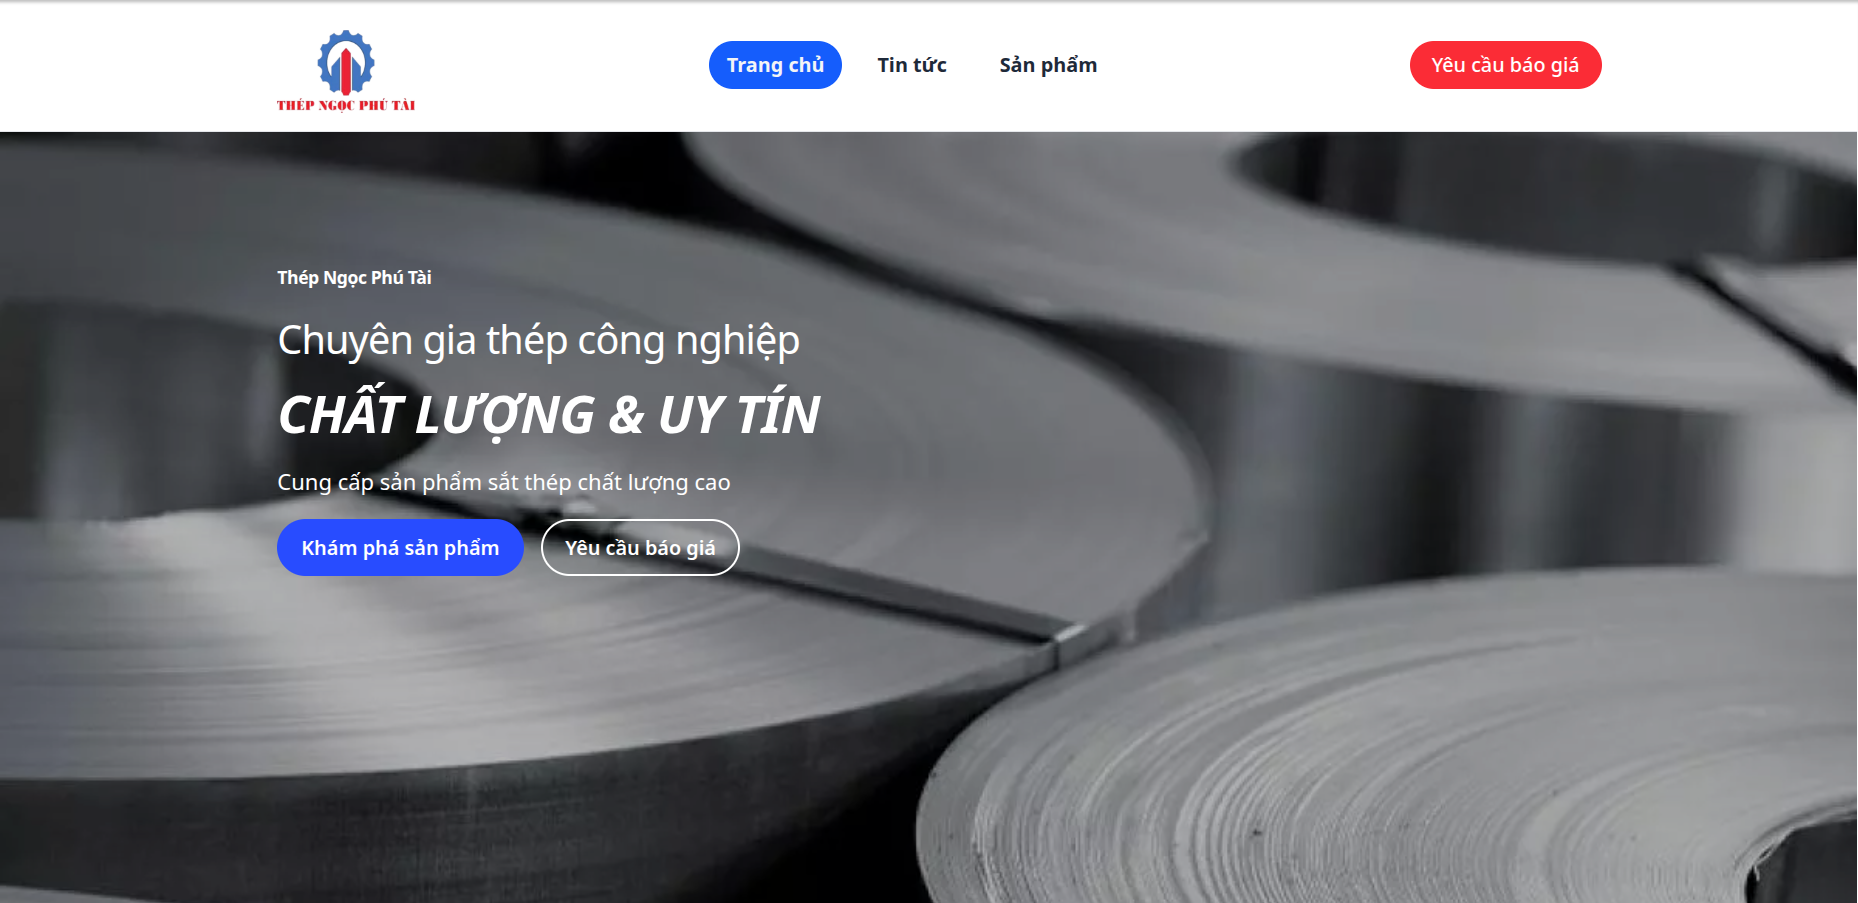 THÉP NGỌC PHÚ TÀI
Trang chủ
Tin tức
Sản phẩm
Yêu cầu báo giá
Thép Ngọc Phú Tài
Chuyên gia thép công nghiệp
CHẤT LƯỢNG & UY TÍN
Cung cấp sản phẩm sắt thép chất lượng cao
Khám phá sản phẩm
Yêu cầu báo giá